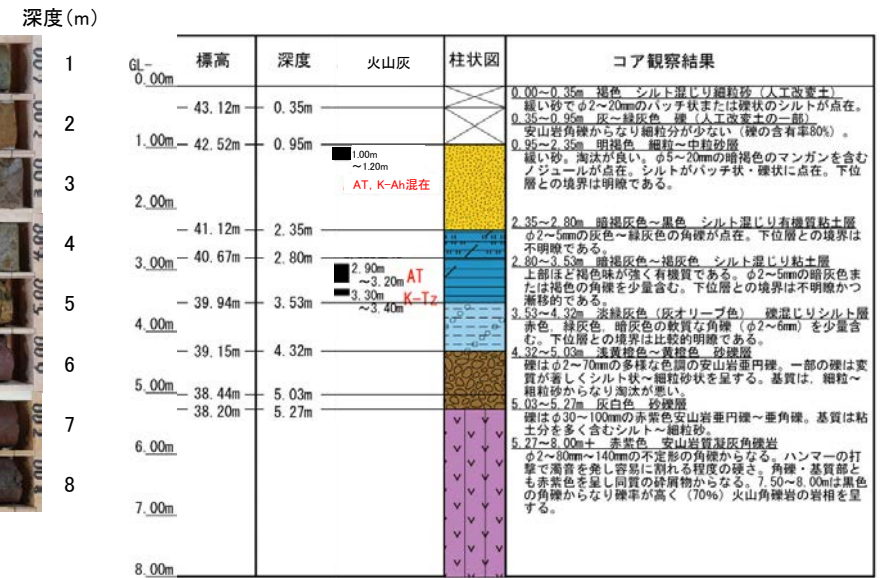 深度(m)
1
2
3
4
5
6
7
8
GL-
0.00m
1.00m
2.00m
3.00m
4.00m
5.00m
6.00m
7.00m
8.00m
標高
43.12m
42.52m
41.12m
40.67m
39.94m
39.15m
38.44m
38.20m
深度
0.35m
0.95m
2.35m
2.80m
3.53m
4.32m
5.03m
5.27m
火山灰
1.00m
～1.20m
AT, K-Ah混在
2.90m
～3.20m AT
3.30m K-Tz
～3.40m
柱状図
コア観察結果
0.00～0.35m 褐色 シルト混じり細粒砂（人工改変土）
緩い砂でφ2～20mmのパッチ状または礫状のシルトが点在。
0.35～0.95m 灰～緑灰色 礫（人工改変土の一部）
安山岩角礫からなり細粒分が少ない（礫の含有率80%）。
0.95～2.35m 明褐色 細粒～中粒砂層
緩い砂。淘汰が良い。φ5～20mmの暗褐色のマンガンを含む
ノジュールが点在。シルトがパッチ状・礫状に点在。下位
層との境界は明瞭である。
2.35～2.80m 暗褐灰色～黒色 シルト混じり有機質粘土層
φ2～5mmの灰色～緑灰色の角礫が点在。下位層との境界は
不明瞭である。
2.80～3.53m 暗褐灰色～褐灰色 シルト混じり粘土層
上部ほど褐色味が強く有機質である。φ2～5mmの暗灰色ま
たは褐色の角礫を少量含む。下位層との境界は不明瞭かつ
漸移的である。
3.53～4.32m 淡緑灰色（灰オリーブ色） 礫混じりシルト層
赤色，緑灰色，暗灰色の軟質な角礫（φ2～6mm）を少量含
む。下位層との境界は比較的明瞭である。
4.32～5.03m 浅黄橙色～黄橙色 砂礫層
礫はφ2～70mmの多様な色調の安山岩亜円礫。一部の礫は変
質が著しくシルト状～細粒砂状を呈する。基質は，細粒～
粗粒砂からなり淘汰が悪い。
5.03～5.27m 灰白色 砂礫層
礫はφ30～100mmの赤紫色安山岩亜円礫～亜角礫。基質は粘
土分を多く含むシルト～細粒砂。
5.27～8.00m＋ 赤紫色 安山岩質凝灰角礫岩
φ2～80mm～140mmの不定形の角礫からなる。ハンマーの打
撃で濁音を発し容易に割れる程度の硬さ。角礫・基質部と
も赤紫色を呈し同質の砕屑物からなる。7.50～8.00mは黒色
の角礫からなり礫率が高く（70%）火山角礫岩の岩相を呈
する。